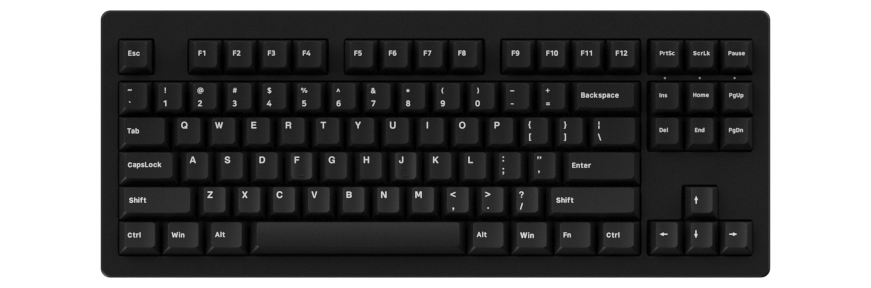 Esc F1 F2 F3 F4 F5 F6 F7 F8 F9 F10 F11 F12 PrtSc ScrLk Pause
~ ! @ # $ % ^ & * ( ) _ +
` 1 2 3 4 5 6 7 8 9 0 - = Backspace Ins Home PgUp
Tab Q W E R T Y U I O P { } |
[ ] \ Del End PgDn
CapsLock A S D F G H J K L : " Enter
; '
Shift Z X C V B N M < > ? Shift ↑
, . /
Ctrl Win Alt Alt Win Fn Ctrl ← ↓ →